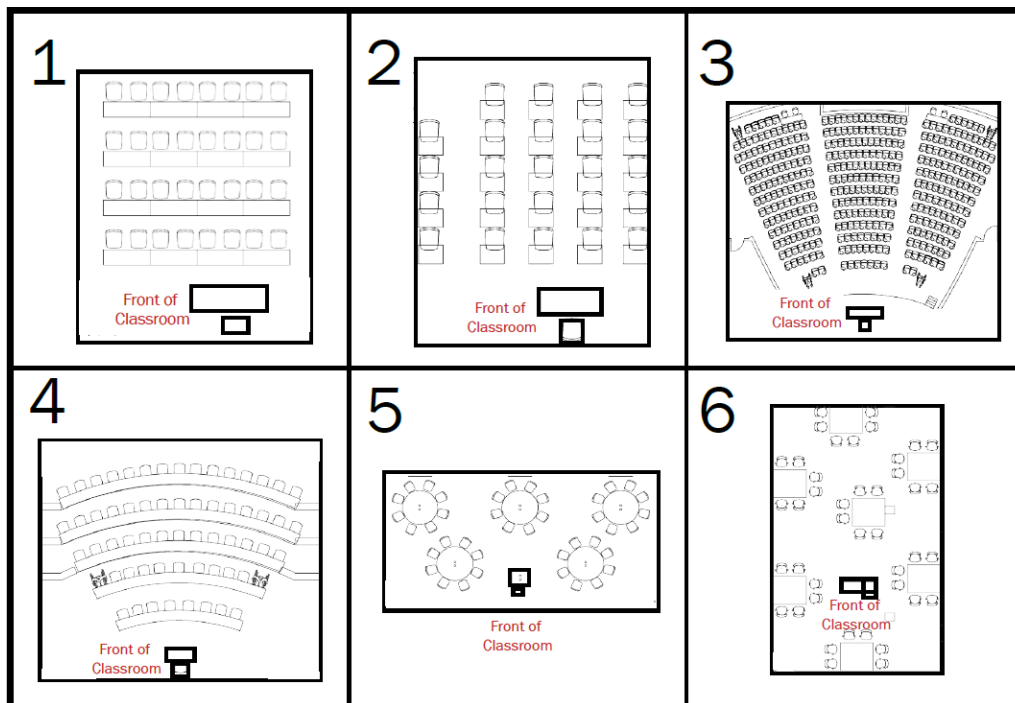 1
Front of
Classroom
2
Front of
Classroom
3
Front of
Classroom
4
Front of
Classroom
5
Front of
Classroom
6
Front of
Classroom